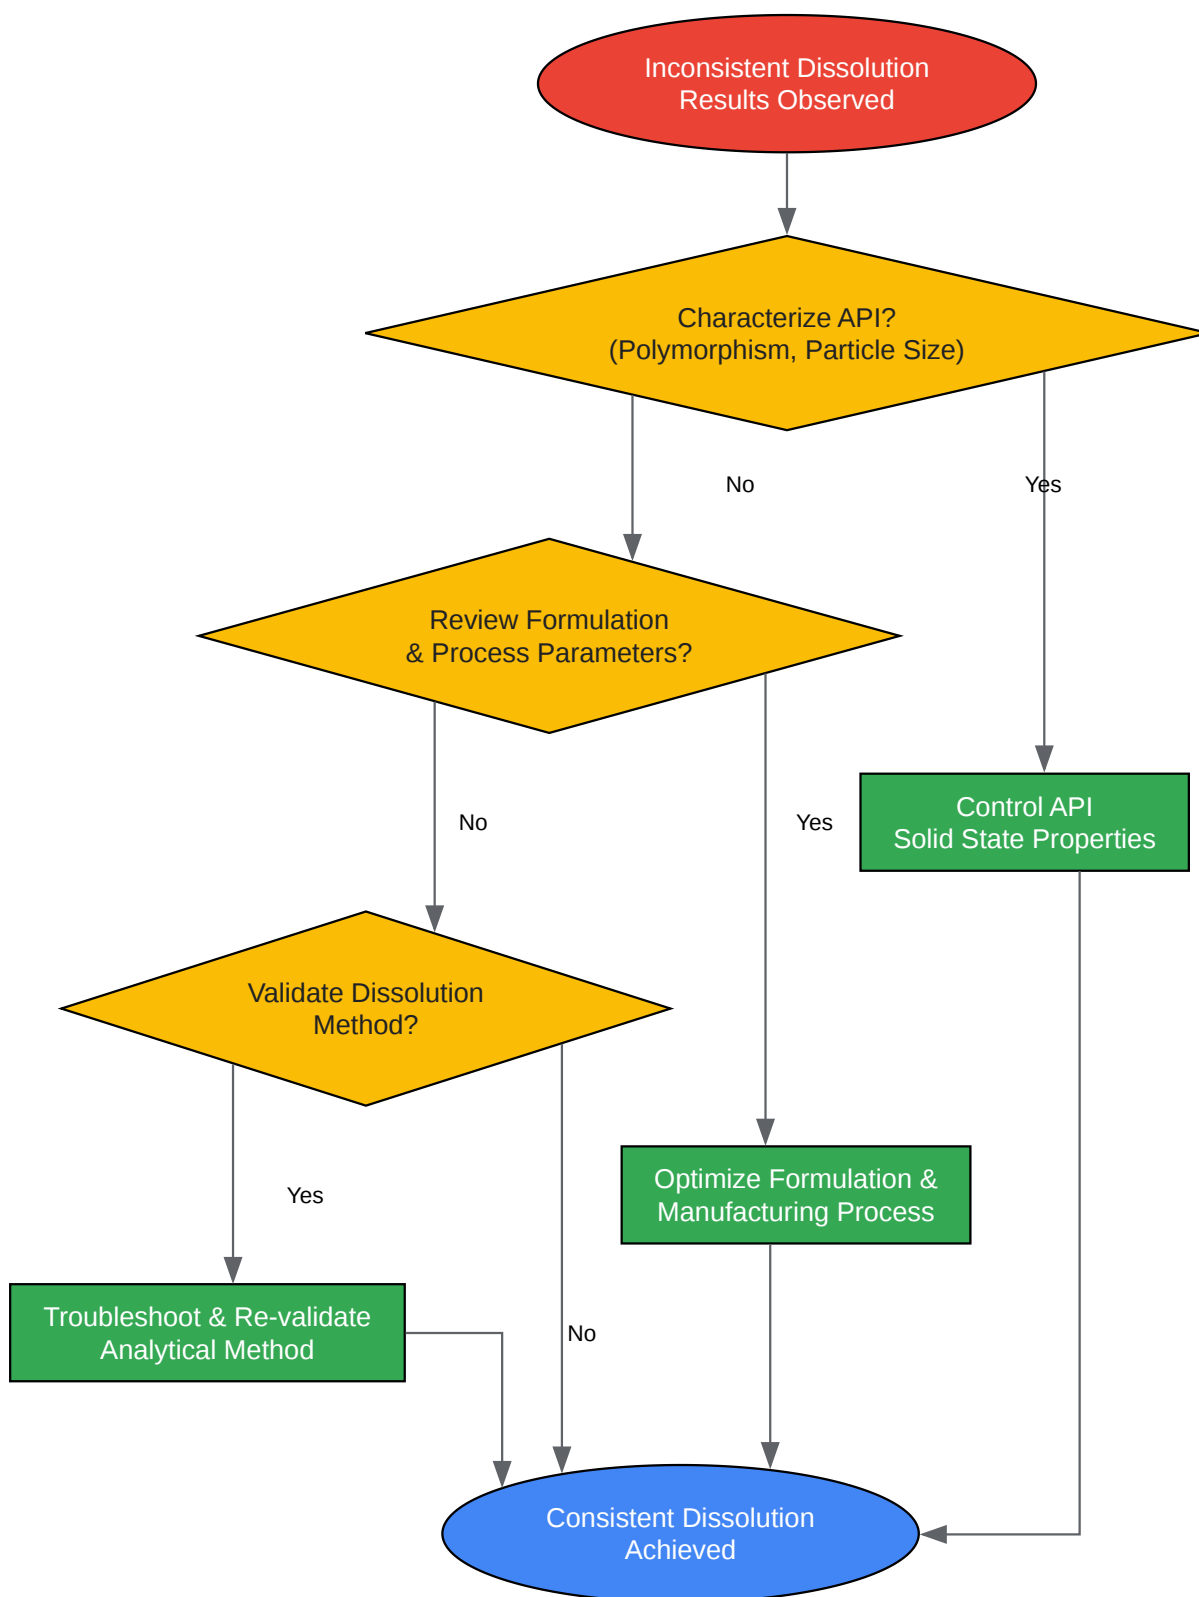 Inconsistent Dissolution
Results Observed
Characterize API?
(Polymorphism, Particle Size)
No
Yes
Review Formulation
& Process Parameters?
Control API
Solid State Properties
No
Yes
Validate Dissolution
Method?
Optimize Formulation &
Manufacturing Process
Yes
Troubleshoot & Re-validate
Analytical Method
No
Consistent Dissolution
Achieved